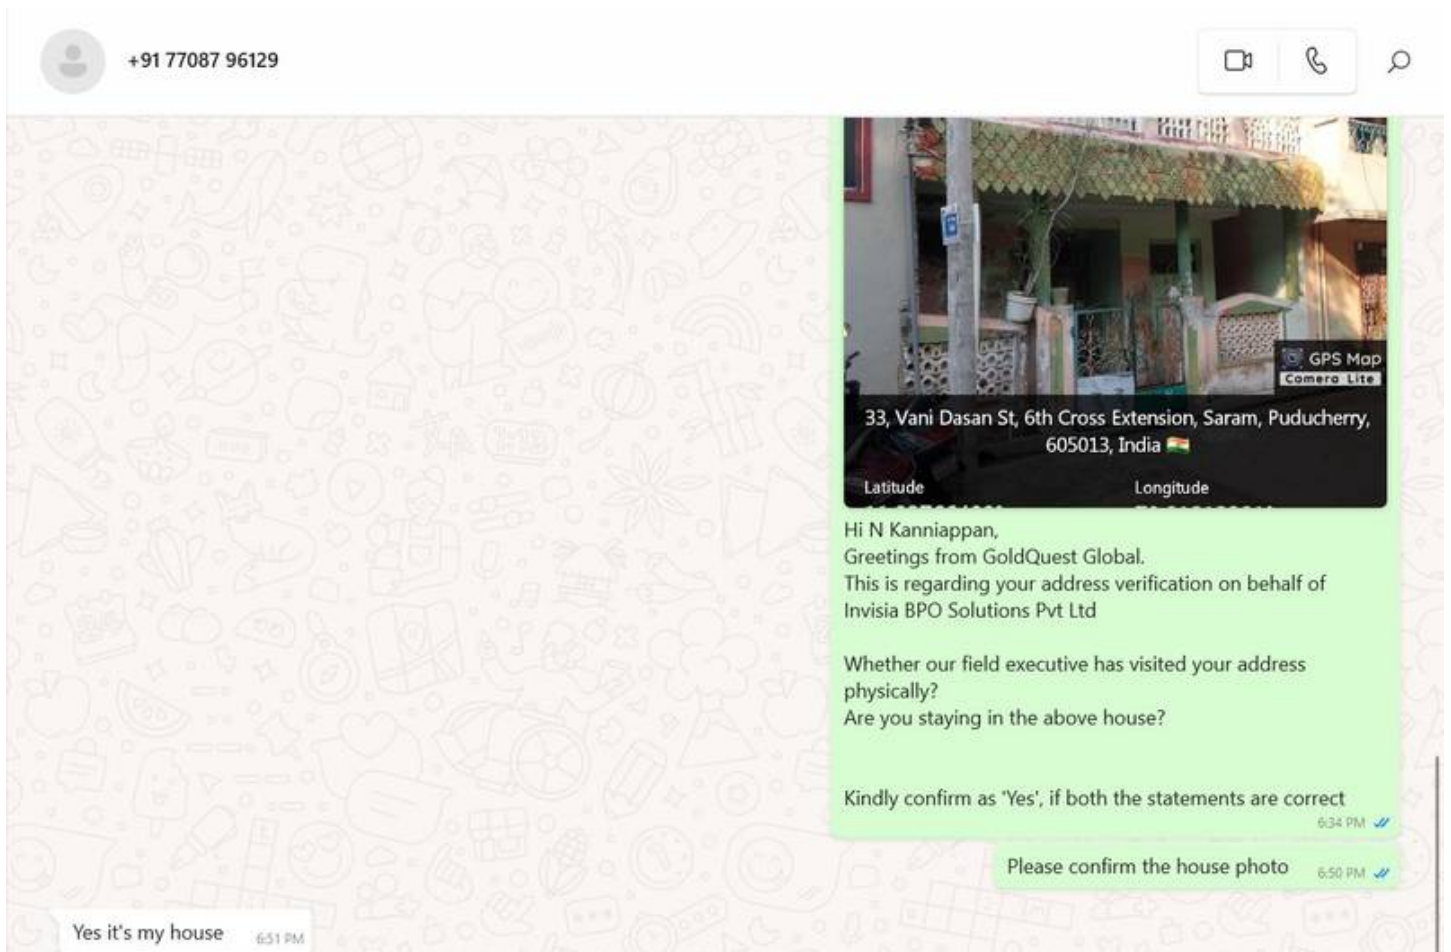 +91 77087 96129
GPS Map
Camera Lite
33, Vani Dasan St, 6th Cross Extension, Saram, Puducherry,
605013, India
Latitude Longitude
Hi N Kanniappan,
Greetings from GoldQuest Global.
This is regarding your address verification on behalf of
Invisia BPO Solutions Pvt Ltd
Whether our field executive has visited your address
physically?
Are you staying in the above house?
Kindly confirm as 'Yes', if both the statements are correct
6:34 PM
Please confirm the house photo 6:50 PM
Yes it's my house 6:51 PM